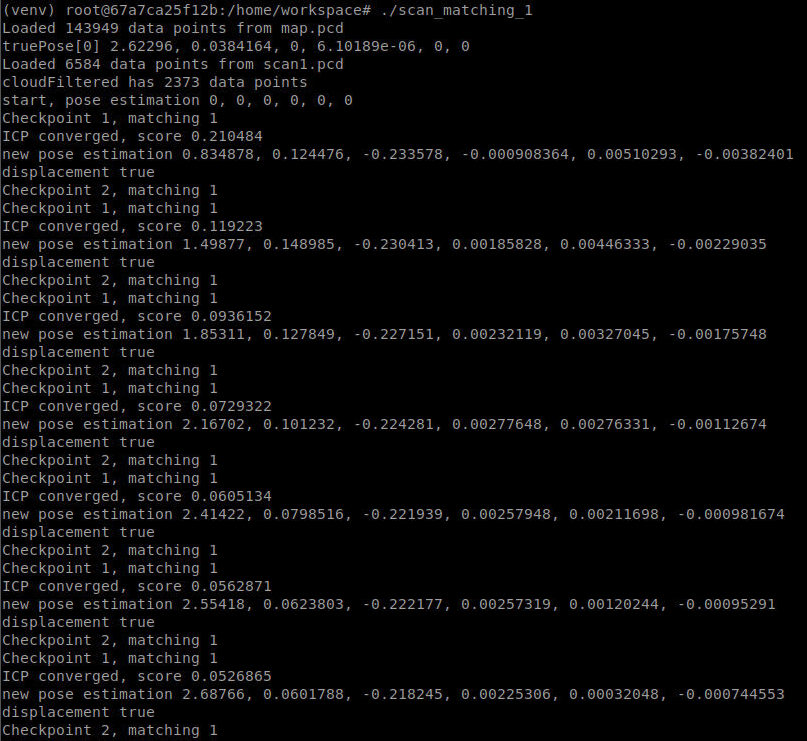 (venv) root@67a7ca25f12b:/home/workspace# ./scan_matching_1
Loaded 143949 data points from map.pcd
truePose[0] 2.62296, 0.0384164, 0, 6.10189e-06, 0, 0
Loaded 6584 data points from scan1.pcd
cloudFiltered has 2373 data points
start, pose estimation 0, 0, 0, 0, 0, 0
Checkpoint 1, matching 1
ICP converged, score 0.210484
new pose estimation 0.834878, 0.124476, -0.233578, -0.000908364, 0.00510293, -0.00382401
displacement true
Checkpoint 2, matching 1
Checkpoint 1, matching 1
ICP converged, score 0.119223
new pose estimation 1.49877, 0.148985, -0.230413, 0.00185828, 0.00446333, -0.00229035
displacement true
Checkpoint 2, matching 1
Checkpoint 1, matching 1
ICP converged, score 0.0936152
new pose estimation 1.85311, 0.127849, -0.227151, 0.00232119, 0.00327045, -0.00175748
displacement true
Checkpoint 2, matching 1
Checkpoint 1, matching 1
ICP converged, score 0.0729322
new pose estimation 2.16702, 0.101232, -0.224281, 0.00277648, 0.00276331, -0.00112674
displacement true
Checkpoint 2, matching 1
Checkpoint 1, matching 1
ICP converged, score 0.0605134
new pose estimation 2.41422, 0.0798516, -0.221939, 0.00257948, 0.00211698, -0.000981674
displacement true
Checkpoint 2, matching 1
Checkpoint 1, matching 1
ICP converged, score 0.0562871
new pose estimation 2.55418, 0.0623803, -0.222177, 0.00257319, 0.00120244, -0.00095291
displacement true
Checkpoint 2, matching 1
Checkpoint 1, matching 1
ICP converged, score 0.0526865
new pose estimation 2.68766, 0.0601788, -0.218245, 0.00225306, 0.00032048, -0.000744553
displacement true
Checkpoint 2, matching 1